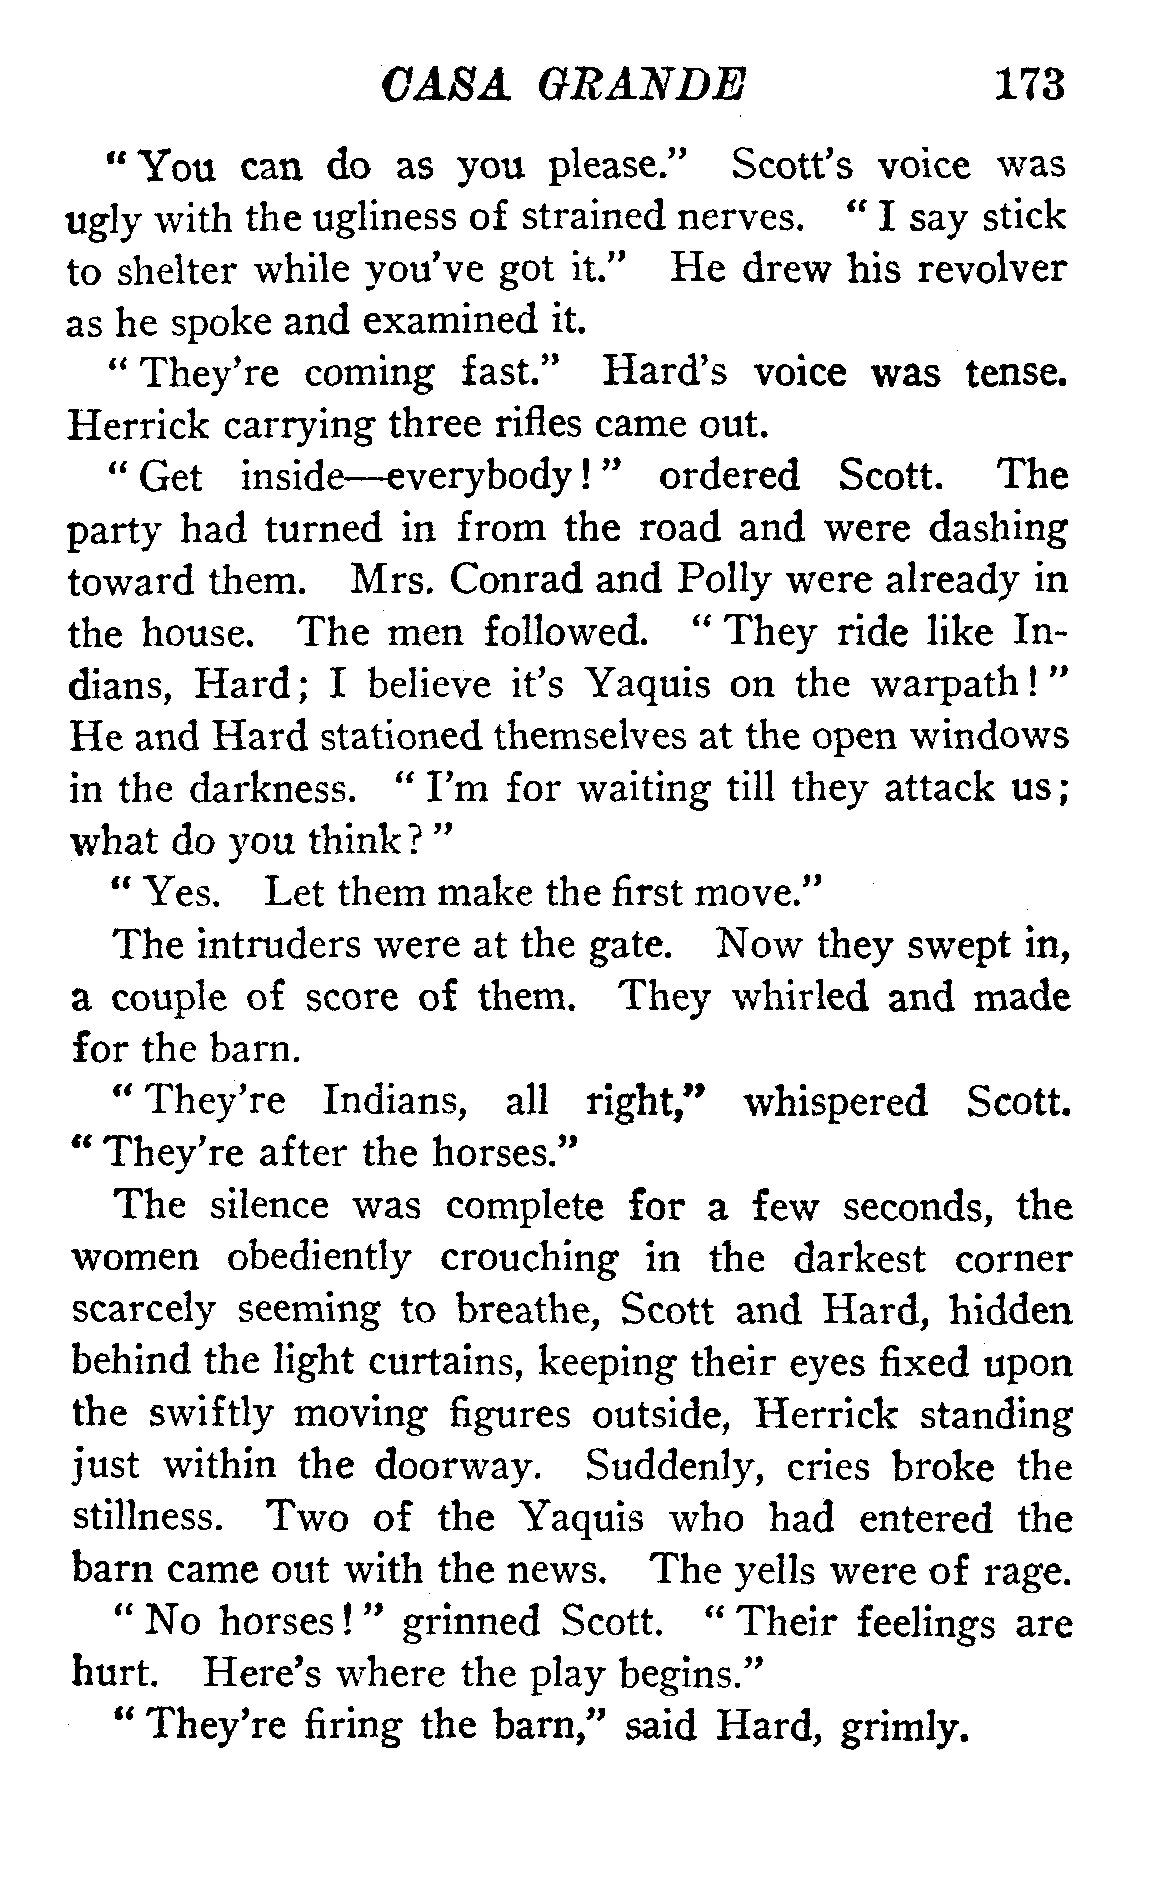 CASA GRANDE 173
" You can do as you please." Scott's voice was
ugly with the ugliness of strained nerves. " I say stick
to shelter while you've got it." He drew his revolver
as he spoke and examined it.
" They're coming fast." Hard's voice was tense.
Herrick carrying three rifles came out.
" Get inside—everybody! " ordered Scott. The
party had turned in from the road and were dashing
toward them. Mrs. Conrad and Polly were already in
the house. The men followed. " They ride like In-
dians, Hard; I believe it's Yaquis on the warpath! "
He and Hard stationed themselves at the open windows
in the darkness. " I'm for waiting till they attack us;
what do you think? "
" Yes. Let them make the first move."
The intruders were at the gate. Now they swept in,
a couple of score of them. They whirled and made
for the barn.
" They're Indians, all right," whispered Scott.
" They're after the horses."
The silence was complete for a few seconds, the
women obediently crouching in the darkest corner
scarcely seeming to breathe, Scott and Hard, hidden
behind the light curtains, keeping their eyes fixed upon
the swiftly moving figures outside, Herrick standing
just within the doorway. Suddenly, cries broke the
stillness. Two of the Yaquis who had entered the
barn came out with the news. The yells were of rage.
" No horses! " grinned Scott. " Their feelings are
hurt. Here's where the play begins."
" They're firing the barn," said Hard, grimly.